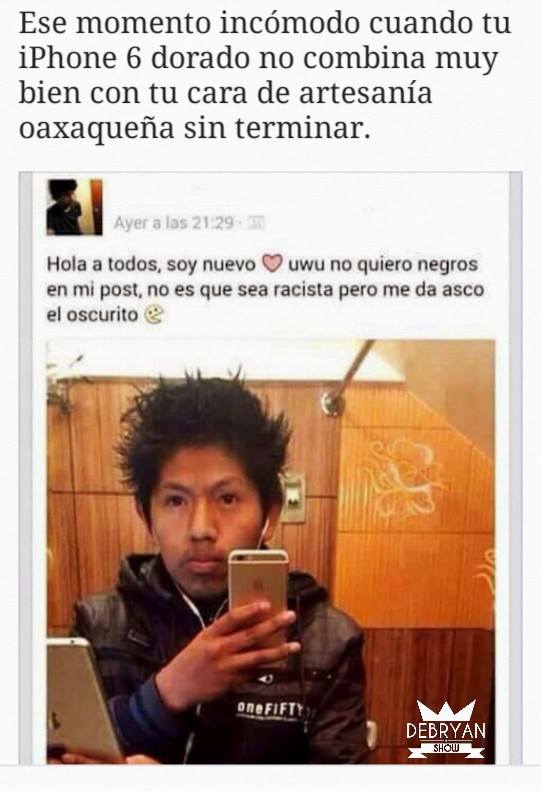 Ese momento incómodo cuando tu
iPhone 6 dorado no combina muy
bien con tu cara de artesanía
oaxaqueña sin terminar.
Ayer a las 21:29 ·
Hola a todos, soy nuevo ❤ uwu no quiero negros
en mi post, no es que sea racista pero me da asco
el oscurito
oneFIFTY
DEBRYAN
SHOW